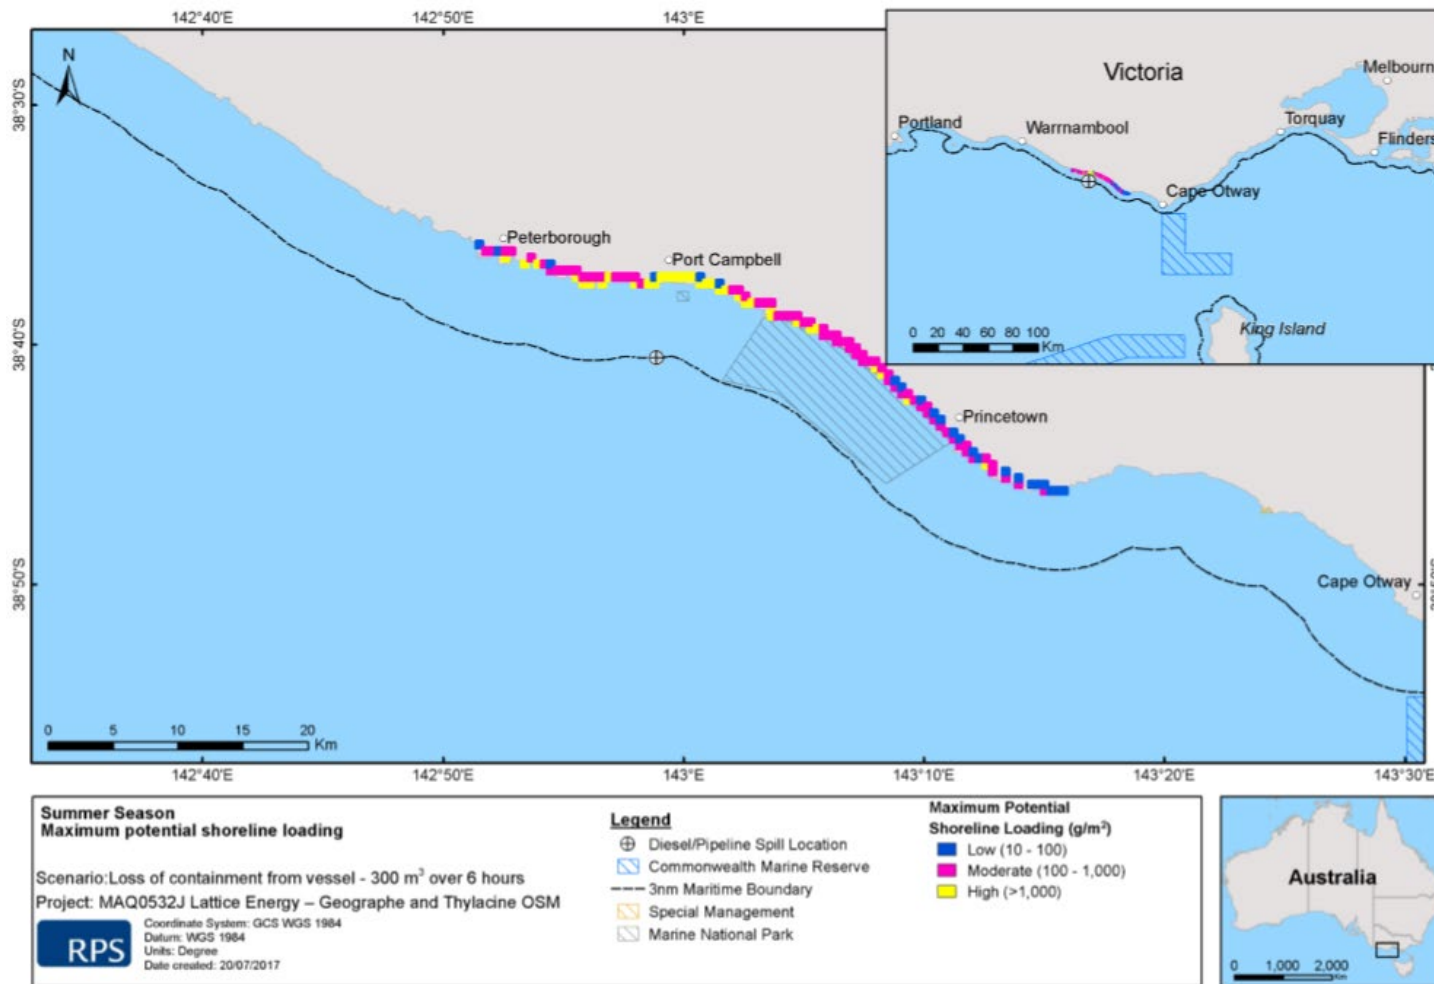 142°40'E
142°50'E
143°E
N
38°30'S
38°40'S
38°50'S
Peterborough
Port Campbell
Princetown
Cape Otway
0 5 10 15 20
Km
142°40'E
142°50'E
143°E
143°10'E
143°20'E
143°30'E
Victoria
Melbourn
Portland
Warrnambool
Torquay
Flinders
Cape Otway
King Island
0 20 40 60 80 100
Km
Summer Season
Maximum potential shoreline loading
Scenario:Loss of containment from vessel - 300 m³ over 6 hours
Project: MAQ0532J Lattice Energy – Geographe and Thylacine OSM
RPS
Coordinate System: GCS WGS 1984
Datum: WGS 1984
Units: Degree
Date created: 20/07/2017
Legend
Diesel/Pipeline Spill Location
Commonwealth Marine Reserve
3nm Maritime Boundary
Special Management
Marine National Park
Maximum Potential
Shoreline Loading (g/m²)
Low (10 - 100)
Moderate (100 - 1,000)
High (>1,000)
Australia
0 1,000 2,000
Km